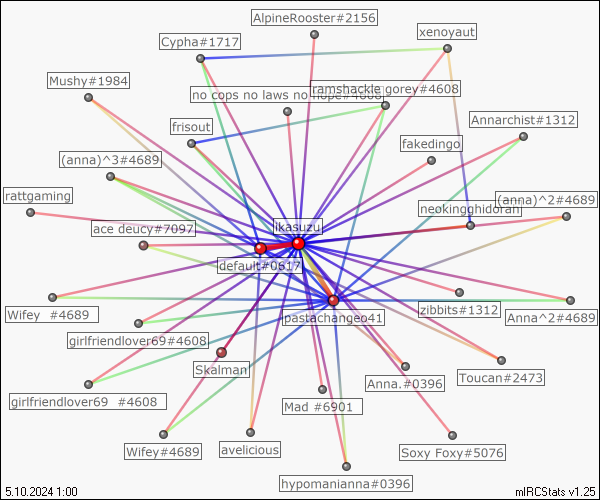 AlpineRooster#2156
xenoyaut
Cypha#1717
Mushy#1984
no cops no laws no hope#4608
ramshackle gorey#4608
Annarchist#1312
frisout
fakedingo
(anna)^3#4689
rattgaming
(anna)^2#4689
neokingghidorah
ace deucy#7097
ikasuzu
default#0617
Wifey #4689
pastachangeo41
zibbits#1312
Anna^2#4689
girlfriendlover69#4608
Skalman
Toucan#2473
Anna.#0396
girlfriendlover69 #4608
Mad #6901
Wifey#4689
avelicious
Soxy Foxy#5076
hypomanianna#0396
5.10.2024 1:00
mIRCStats v1.25